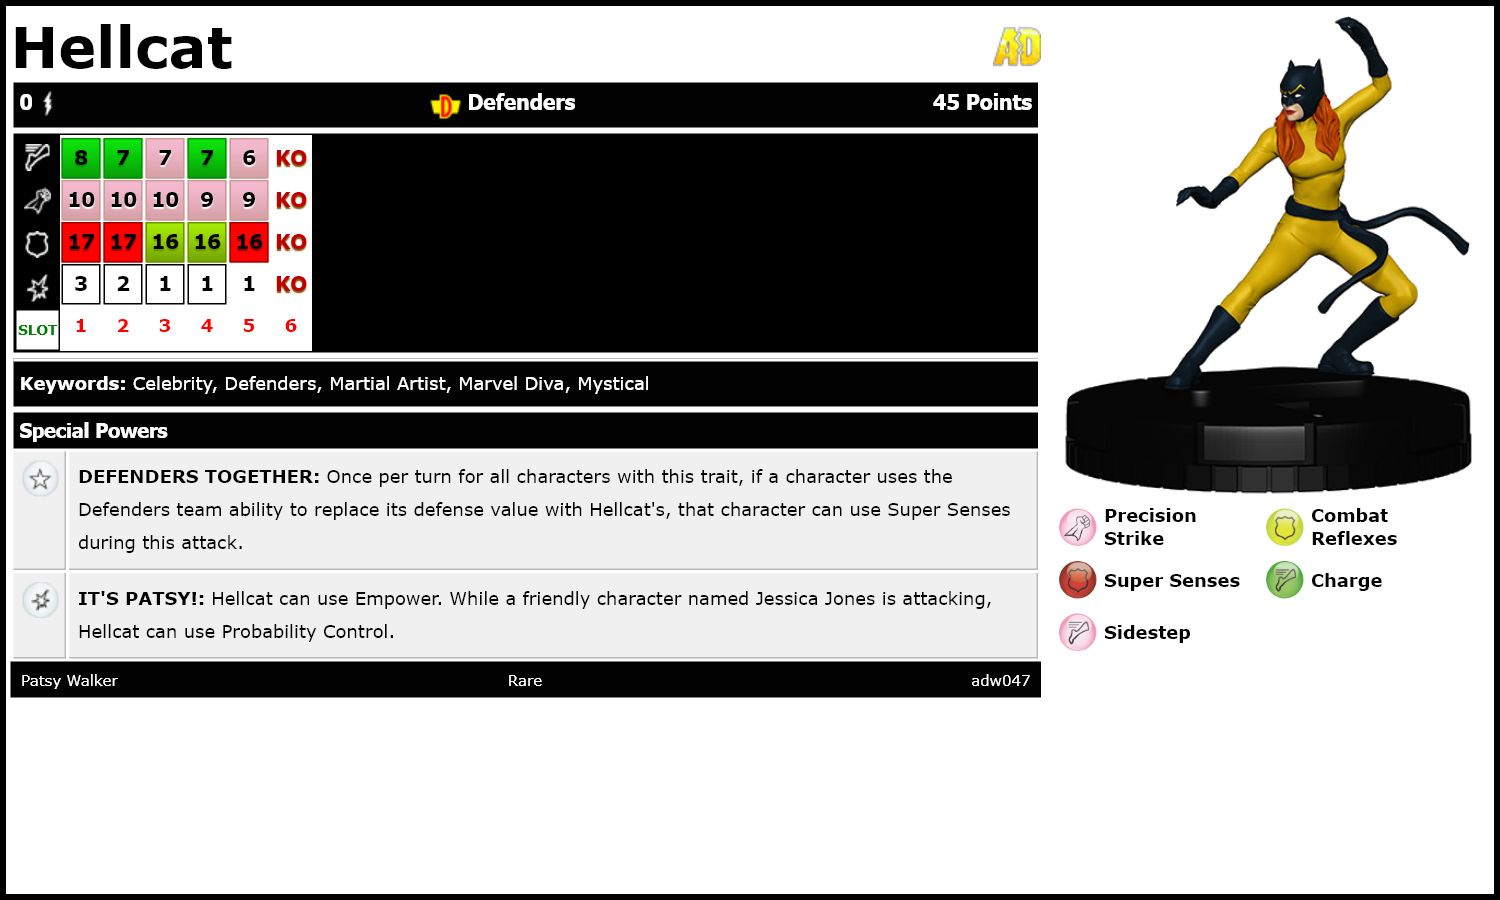 Hellcat
AD
0 Defenders 45 Points
8 7 7 7 6 KO
10 10 10 9 9 KO
17 17 16 16 16 KO
3 2 1 1 1 KO
SLOT 1 2 3 4 5 6
Keywords: Celebrity, Defenders, Martial Artist, Marvel Diva, Mystical
Special Powers
DEFENDERS TOGETHER: Once per turn for all characters with this trait, if a character uses the
Defenders team ability to replace its defense value with Hellcat's, that character can use Super Senses
during this attack.
IT'S PATSY!: Hellcat can use Empower. While a friendly character named Jessica Jones is attacking,
Hellcat can use Probability Control.
Patsy Walker Rare adw047
Precision
Strike
Combat
Reflexes
Super Senses
Charge
Sidestep